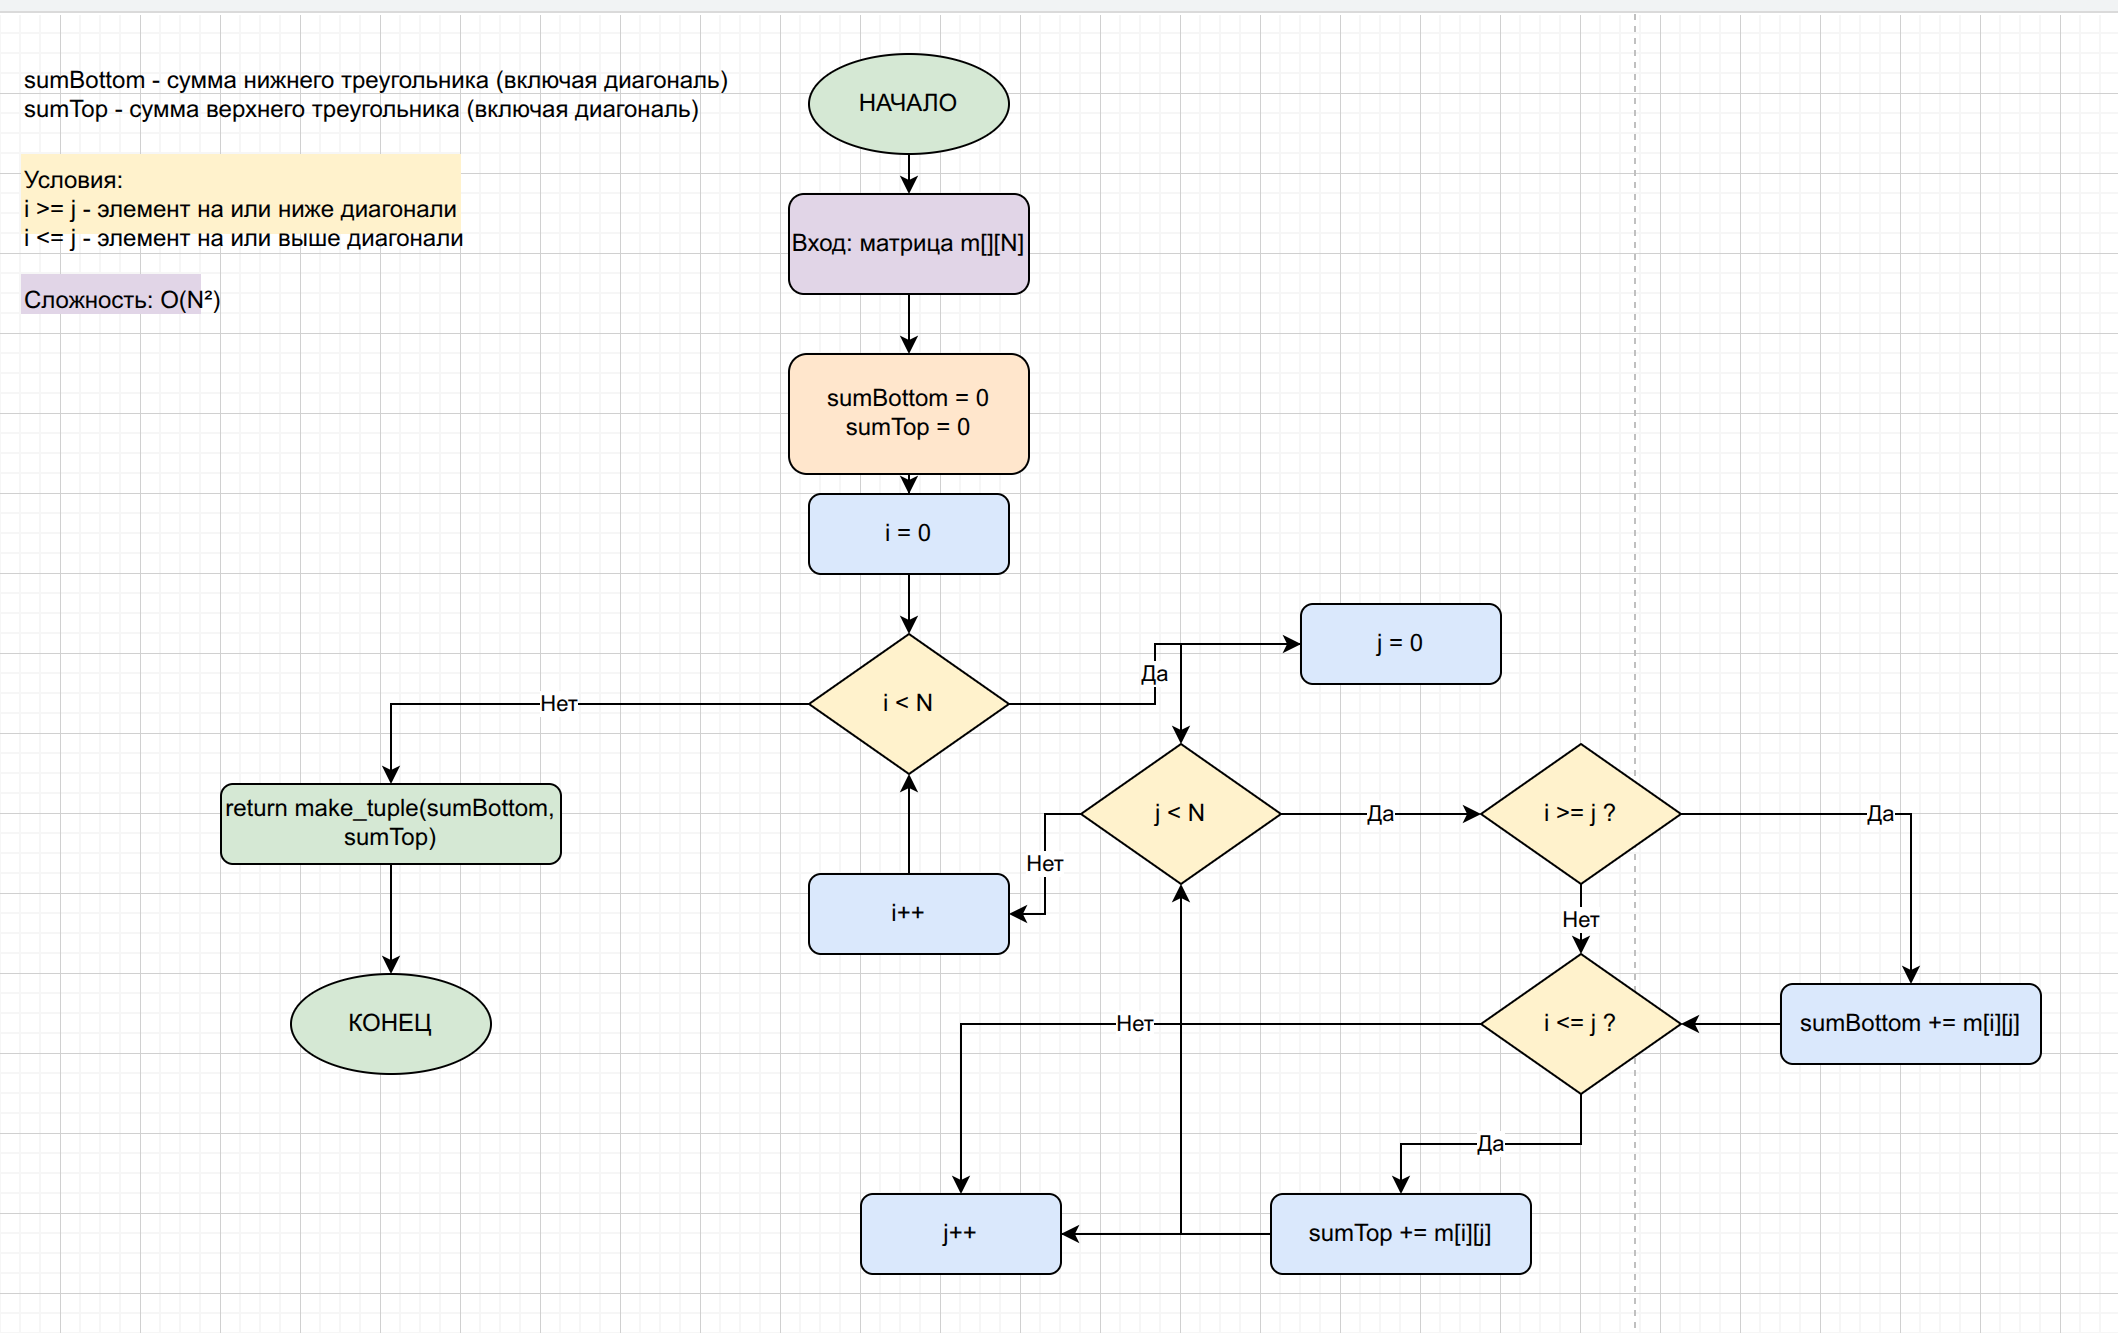 sumBottom - сумма нижнего треугольника (включая диагональ)
sumTop - сумма верхнего треугольника (включая диагональ)
Условия:
i >= j - элемент на или ниже диагонали
i <= j - элемент на или выше диагонали
Сложность: O(N²)
НАЧАЛО
Вход: матрица m[][N]
sumBottom = 0
sumTop = 0
i = 0
i < N
Да
j = 0
Нет
return make_tuple(sumBottom,
sumTop)
КОНЕЦ
j < N
Да
i >= j ?
Да
Нет
i++
Нет
sumBottom += m[i][j]
i <= j ?
Нет
Да
j++
sumTop += m[i][j]